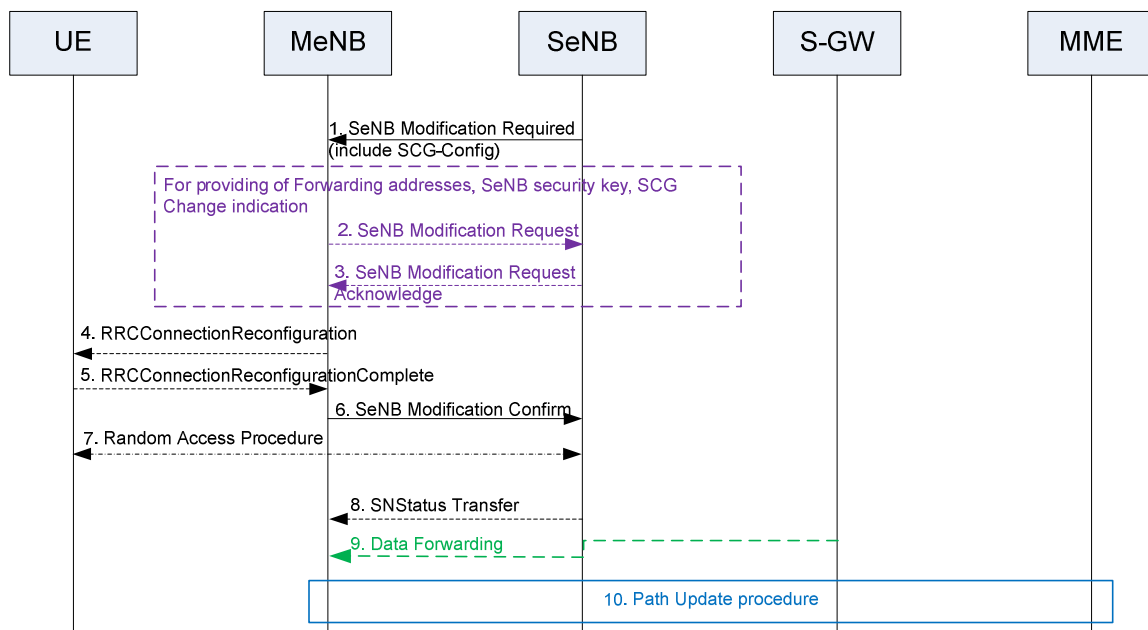 UE
MeNB
SeNB
S-GW
MME
1. SeNB Modification Required
(include SCG-Config)
For providing of Forwarding addresses, SeNB security key, SCG
Change indication
2. SeNB Modification Request
3. SeNB Modification Request
Acknowledge
4. RRCConnectionReconfiguration
5. RRCConnectionReconfigurationComplete
6. SeNB Modification Confirm
7. Random Access Procedure
8. SNStatus Transfer
9. Data Forwarding
10. Path Update procedure